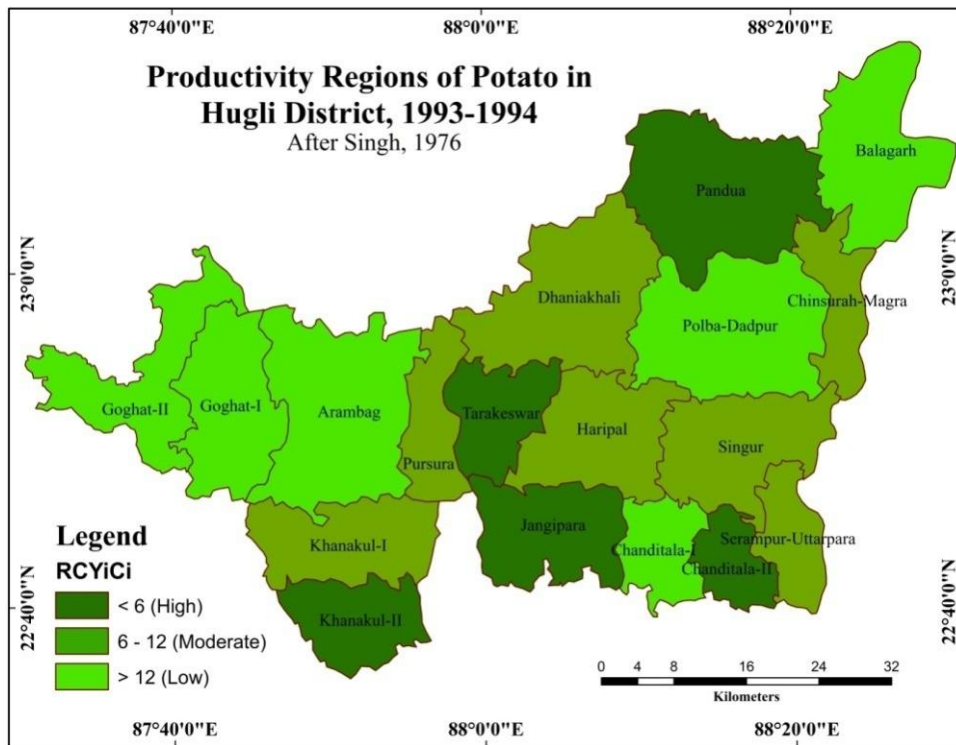 87°40'0"E 88°0'0"E 88°20'0"E
Productivity Regions of Potato in
Hugli District, 1993-1994
After Singh, 1976
Balagarh
Pandua
23°0'0"N
23°0'0"N
Dhaniakhali
Chinsurah-Magra
Polba-Dadpur
Goghat-II
Goghat-I
Arambag
Tarakeswar
Haripal
Singur
Pursura
Jangipara
Khanakul-I
Chanditala-I
Serampur-Uttarpara
Chanditala-II
Khanakul-II
Legend
RCYiCi
< 6 (High)
6 - 12 (Moderate)
> 12 (Low)
22°40'0"N
22°40'0"N
0 4 8 16 24 32
Kilometers
87°40'0"E 88°0'0"E 88°20'0"E